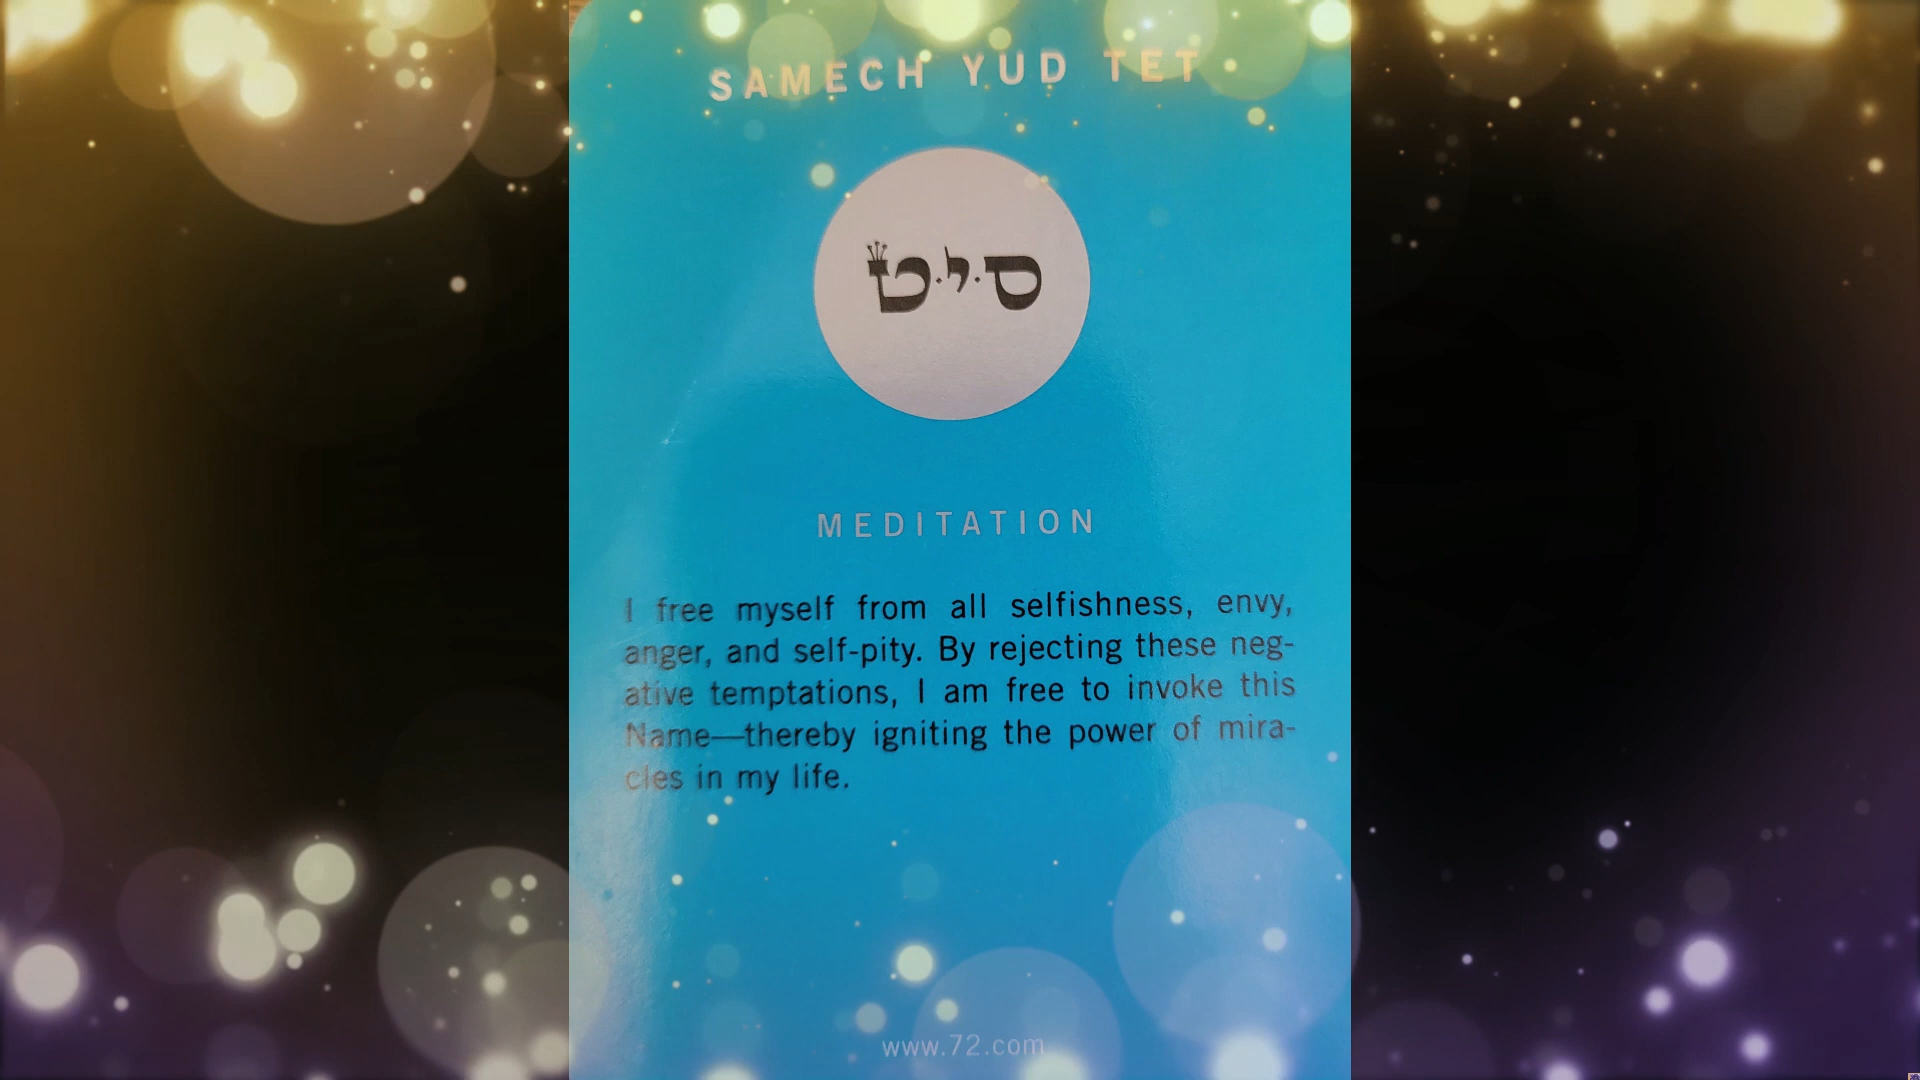 SAMECH YUD TET
ס.י.ט
MEDITATION
I free myself from all selfishness, envy,
anger, and self-pity. By rejecting these neg-
ative temptations, I am free to invoke this
Name—thereby igniting the power of mira-
cles in my life.
www.72.com